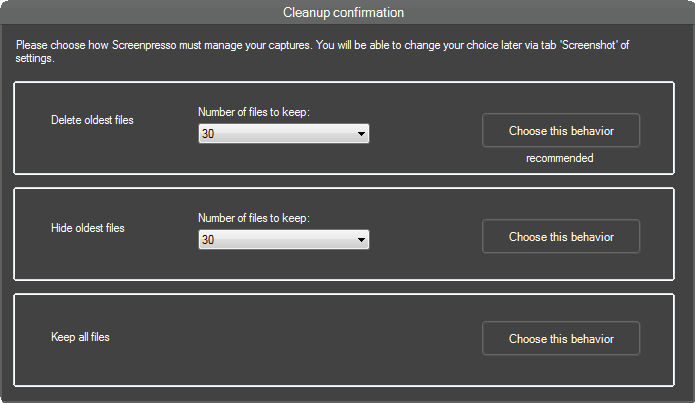 Cleanup confirmation
Please choose how Screenpresso must manage your captures. You will be able to change your choice later via tab 'Screenshot' of
settings.
Delete oldest files
Number of files to keep:
30
Choose this behavior
recommended
Hide oldest files
Number of files to keep:
30
Choose this behavior
Keep all files
Choose this behavior